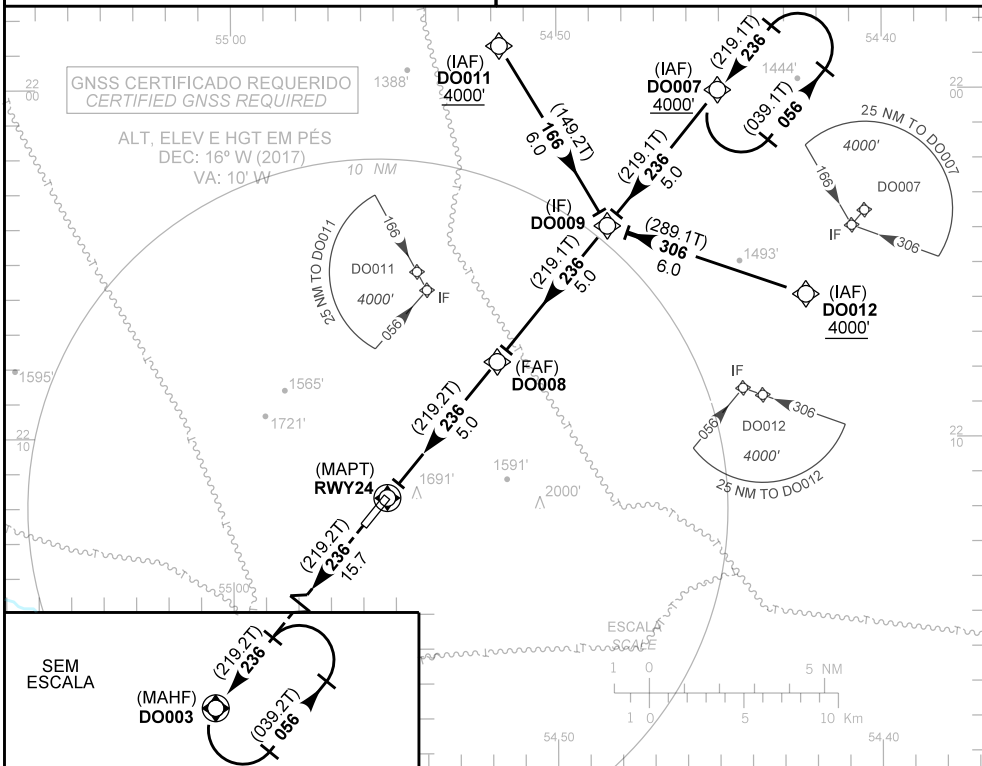 55 00
54 50
54 40
(IAF)
DO011
4000'
1388'
(IAF)
DO007
4000'
(219.1T)
236
1444'
(039.1T)
056
22
00
22
00
GNSS CERTIFICADO REQUERIDO
CERTIFIED GNSS REQUIRED
ALT, ELEV E HGT EM PÉS
DEC: 16º W (2017)
VA: 10' W
10 NM
(149.2T)
166
6.0
(219.1T)
236
5.0
25 NM TO DO007
4000'
166
DO007
IF
306
(IF)
DO009
(289.1T)
306
6.0
1493'
(IAF)
DO012
4000'
25 NM TO DO011
166
DO011
4000'
IF
056
(219.1T)
236
5.0
(FAF)
DO008
1595'
1565'
1721'
IF
056
306
DO012
4000'
25 NM TO DO012
22
10
22
10
(219.2T)
236
5.0
(MAPT)
RWY24
1691'
1591'
2000'
(219.2T)
236
15.7
55 00
SEM
ESCALA
(219.2T)
236
(MAHF)
DO003
(039.2T)
056
ESCALA
SCALE
1 0 5 NM
1 0 5 10 Km
54 50
54 40